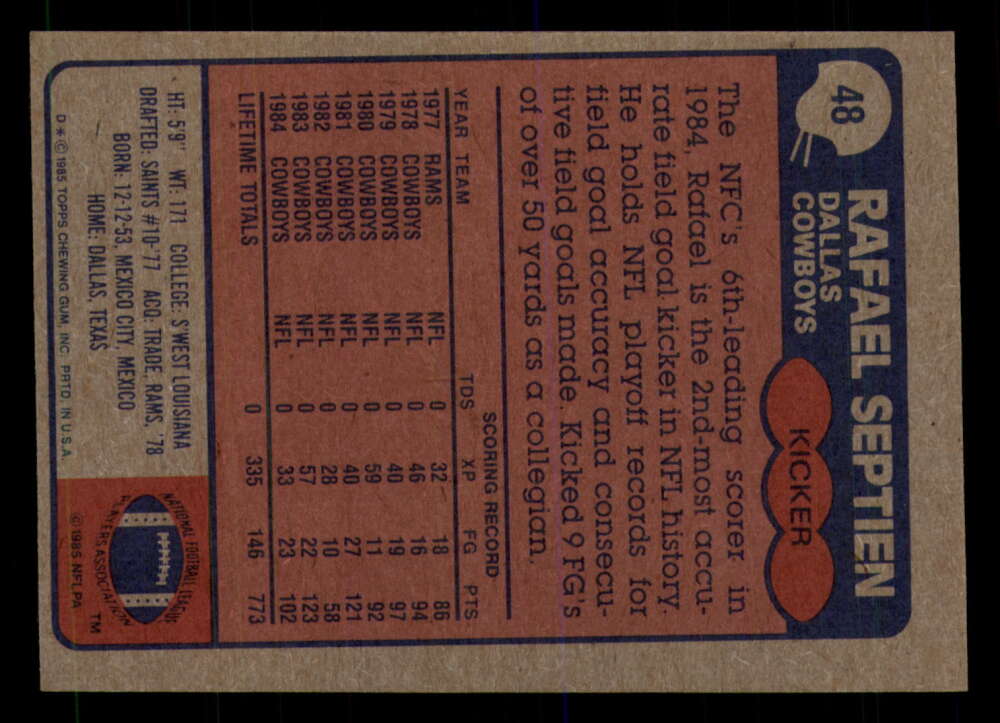 48
RAFAEL SEPTIEN
DALLAS
COWBOYS
KICKER
The NFC's 6th-leading scorer in
1984, Rafael is the 2nd-most accu-
rate field goal kicker in NFL history.
He holds NFL playoff records for
field goal accuracy and consecu-
tive field goals made. Kicked 9 FG's
of over 50 yards as a collegian.
SCORING RECORD
YEAR TEAM TDS XP FG PTS
1977 RAMS NFL 0 32 18 86
1978 COWBOYS NFL 0 46 16 94
1979 COWBOYS NFL 0 40 19 97
1980 COWBOYS NFL 0 59 11 92
1981 COWBOYS NFL 0 40 27 121
1982 COWBOYS NFL 0 28 10 58
1983 COWBOYS NFL 0 57 22 123
1984 COWBOYS NFL 0 33 23 102
LIFETIME TOTALS 0 335 146 773
HT: 5'9" WT: 171 COLLEGE: S'WEST LOUISIANA
DRAFTED: SAINTS #10-'77 ACQ. TRADE, RAMS, '78
BORN: 12-12-53, MEXICO CITY, MEXICO
HOME: DALLAS, TEXAS
D*© 1985 TOPPS CHEWING GUM, INC. PRTD. IN U.S.A.
NATIONAL FOOTBALL LEAGUE
PLAYERS ASSOCIATION
TM
© 1985 NFLPA